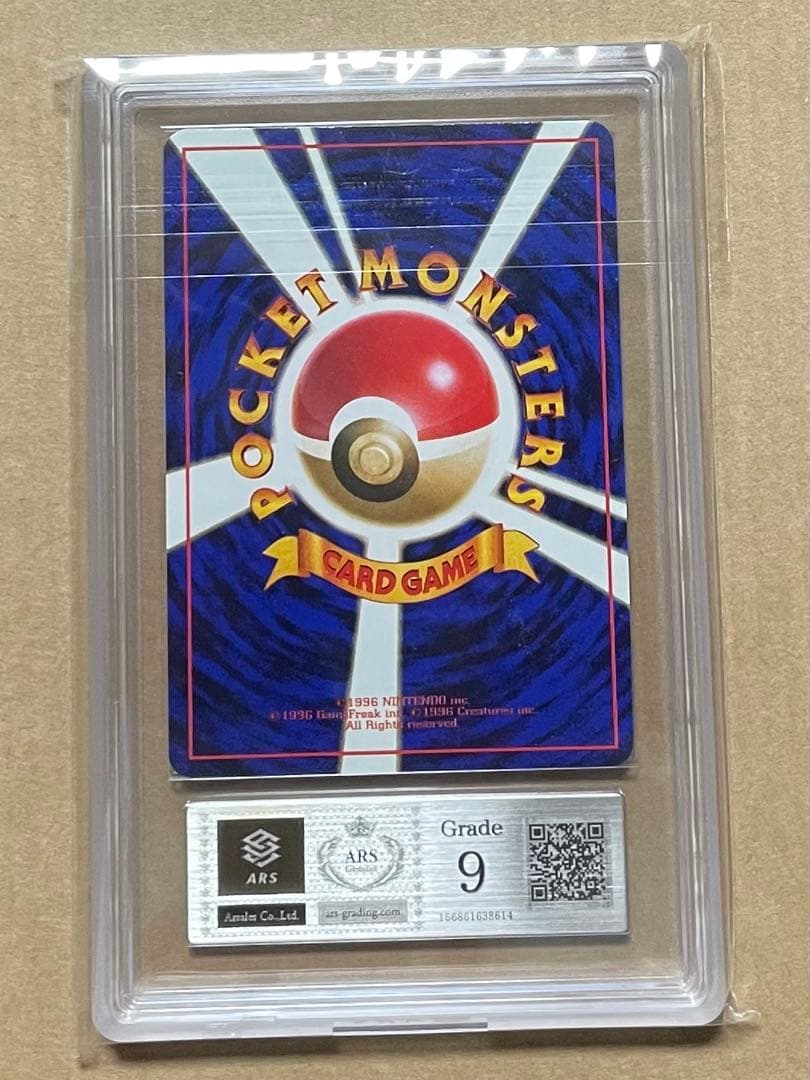 POCKET MONSTERS
CARD GAME
©1996 NINTENDO inc.
©1996 GameFreak inc. ©1996 Creatures inc.
All Rights reserved.
ARS
ARS
Grade
9
Arrales Co.,Ltd.
ars-grading.com
166861638614